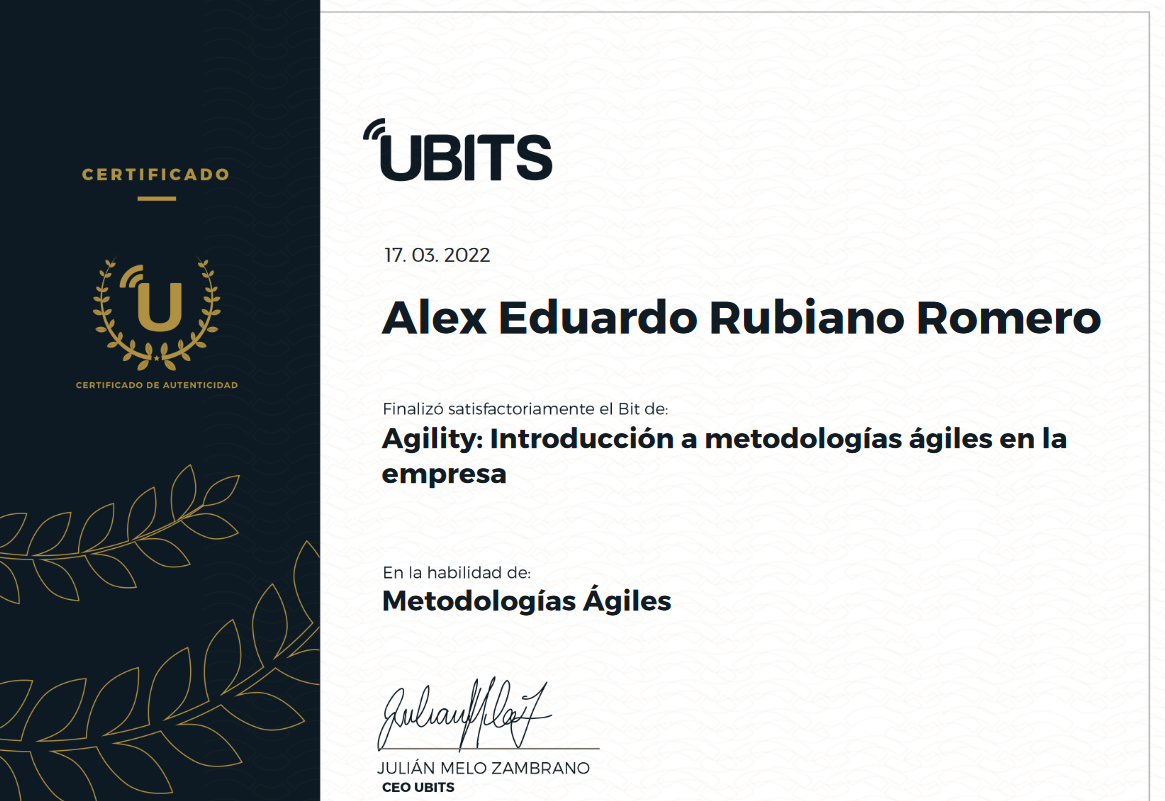 CERTIFICADO
U
CERTIFICADO DE AUTENTICIDAD
UBITS
17. 03. 2022
Alex Eduardo Rubiano Romero
Finalizó satisfactoriamente el Bit de:
Agility: Introducción a metodologías ágiles en la
empresa
En la habilidad de:
Metodologías Ágiles
JULIÁN MELO ZAMBRANO
CEO UBITS